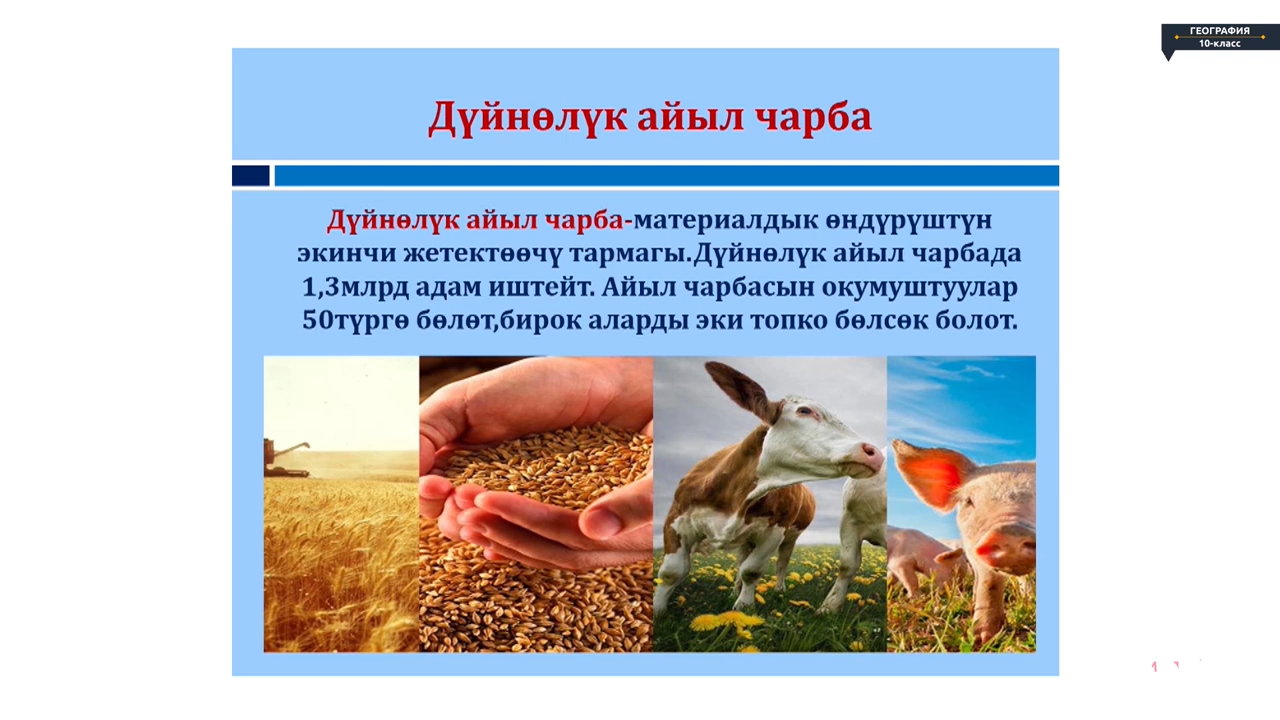 ГЕОГРАФИЯ
10-класс
Дүйнөлүк айыл чарба
Дүйнөлүк айыл чарба-материалдык өндүрүштүн
экинчи жетектөөчү тармагы.Дүйнөлүк айыл чарбада
1,3млрд адам иштейт. Айыл чарбасын окумуштуулар
50түргө бөлөт,бирок аларды эки топко бөлсөк болот.